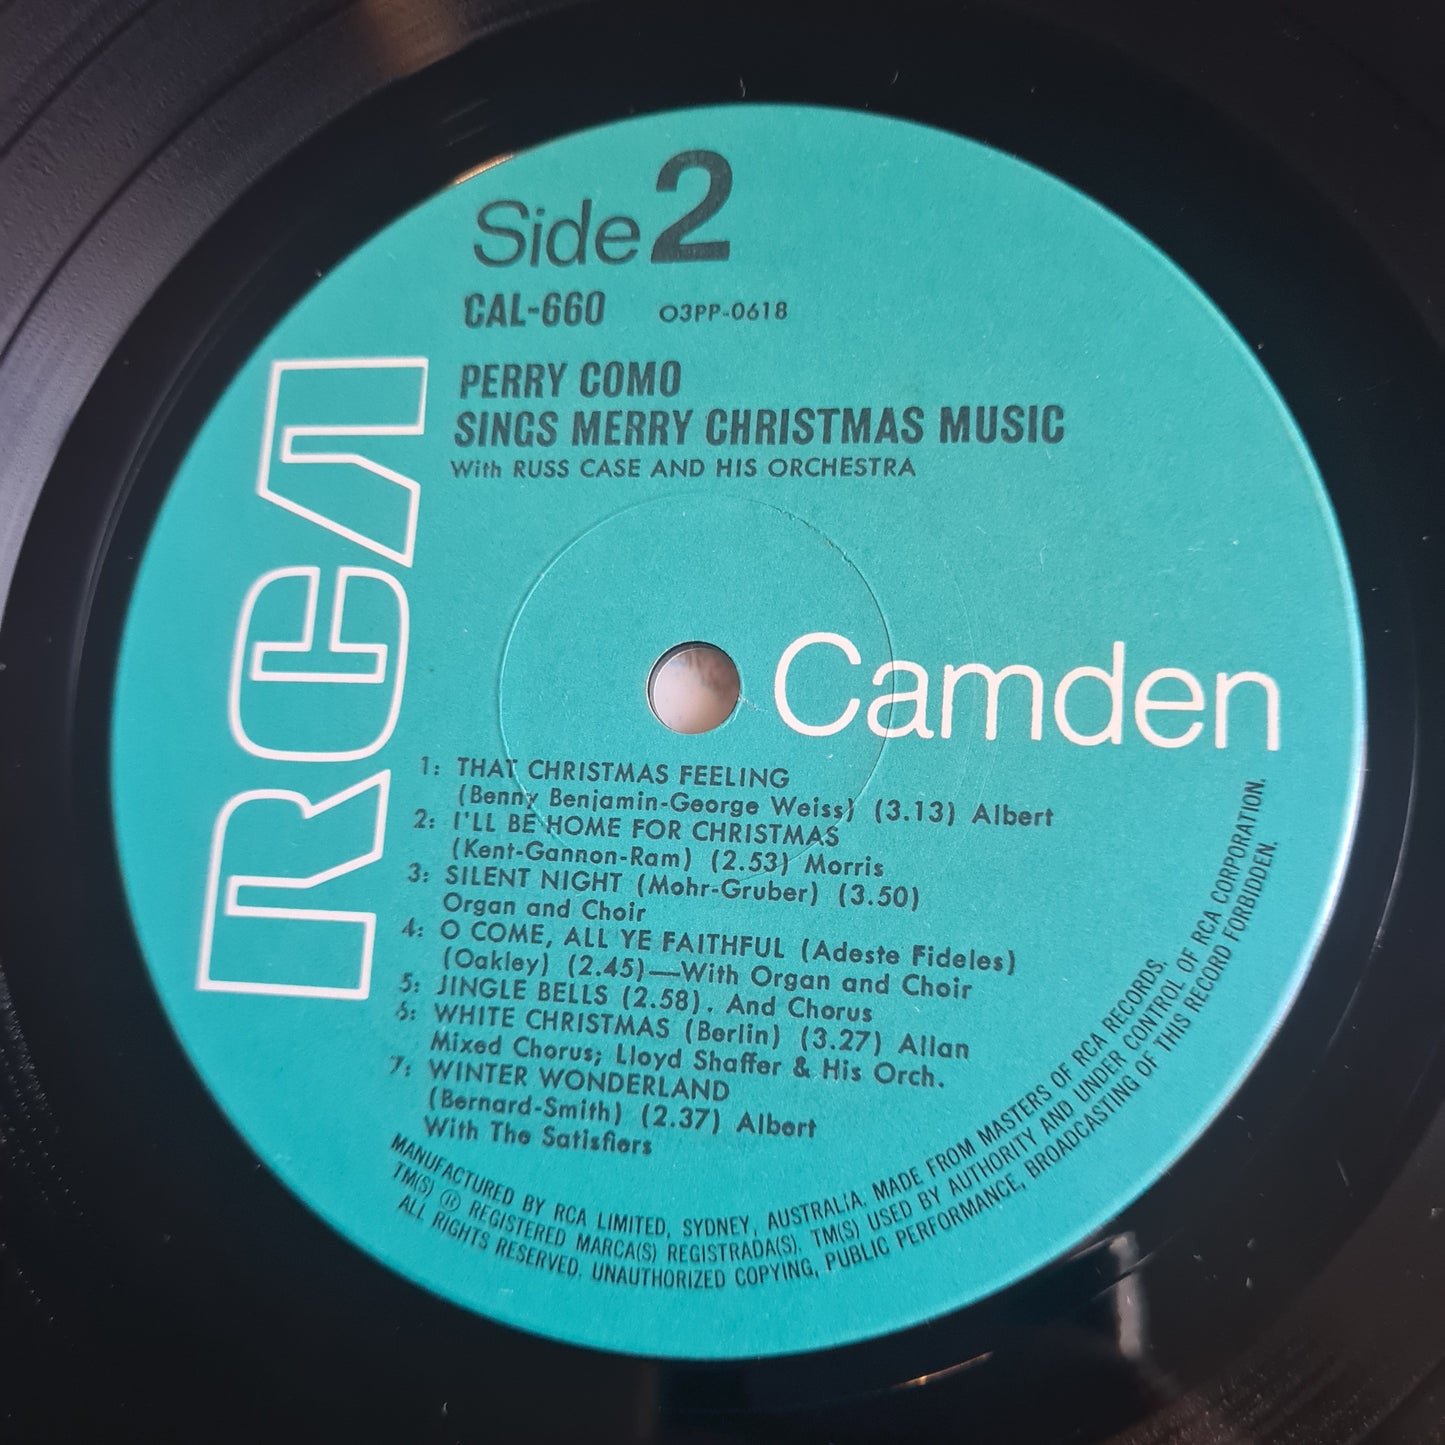 Side 2
CAL-660 O3PP-0618
PERRY COMO
SINGS MERRY CHRISTMAS MUSIC
With RUSS CASE AND HIS ORCHESTRA
RCA
Camden
1: THAT CHRISTMAS FEELING
(Benny Benjamin-George Weiss) (3.13) Albert
2: I'LL BE HOME FOR CHRISTMAS
(Kent-Gannon-Ram) (2.53) Morris
3: SILENT NIGHT (Mohr-Gruber) (3.50)
Organ and Choir
4: O COME, ALL YE FAITHFUL (Adeste Fideles)
(Oakley) (2.45)—With Organ and Choir
5: JINGLE BELLS (2.58). And Chorus
6: WHITE CHRISTMAS (Berlin) (3.27) Allan
Mixed Chorus; Lloyd Shaffer & His Orch.
7: WINTER WONDERLAND
(Bernard-Smith) (2.37) Albert
With The Satisfiers
MANUFACTURED BY RCA LIMITED, SYDNEY, AUSTRALIA. MADE FROM MASTERS OF RCA RECORDS.
TM(S) ® REGISTERED MARCA(S) REGISTRADA(S). TM(S) USED BY AUTHORITY AND UNDER CONTROL OF RCA CORPORATION.
ALL RIGHTS RESERVED. UNAUTHORIZED COPYING, PUBLIC PERFORMANCE, BROADCASTING OF THIS RECORD FORBIDDEN.